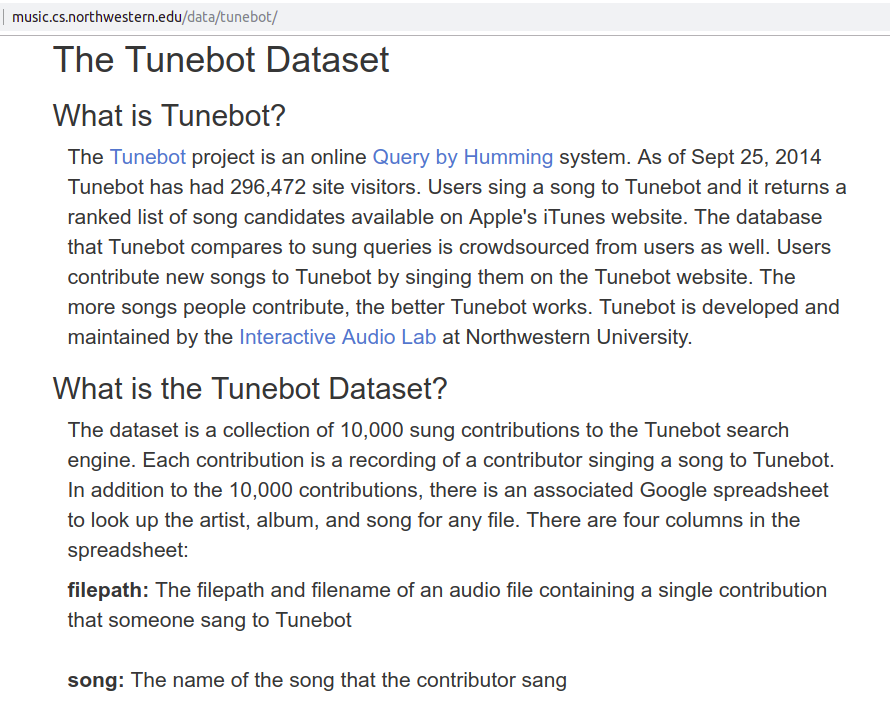 music.cs.northwestern.edu/data/tunebot/
The Tunebot Dataset
What is Tunebot?
The Tunebot project is an online Query by Humming system. As of Sept 25, 2014
Tunebot has had 296,472 site visitors. Users sing a song to Tunebot and it returns a
ranked list of song candidates available on Apple's iTunes website. The database
that Tunebot compares to sung queries is crowdsourced from users as well. Users
contribute new songs to Tunebot by singing them on the Tunebot website. The
more songs people contribute, the better Tunebot works. Tunebot is developed and
maintained by the Interactive Audio Lab at Northwestern University.
What is the Tunebot Dataset?
The dataset is a collection of 10,000 sung contributions to the Tunebot search
engine. Each contribution is a recording of a contributor singing a song to Tunebot.
In addition to the 10,000 contributions, there is an associated Google spreadsheet
to look up the artist, album, and song for any file. There are four columns in the
spreadsheet:
filepath: The filepath and filename of an audio file containing a single contribution
that someone sang to Tunebot
song: The name of the song that the contributor sang